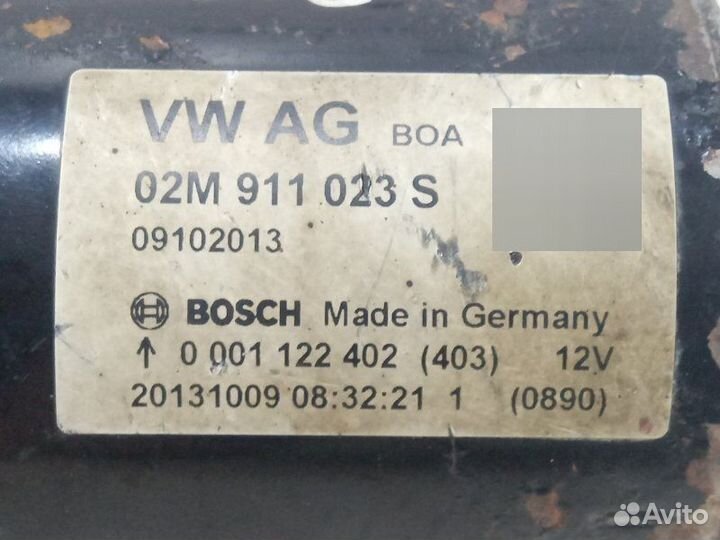 VW AG BOA
02M 911 023 S
09102013
BOSCH Made in Germany
↑ 0 001 122 402 (403) 12V
20131009 08:32:21 1 (0890)
Avito